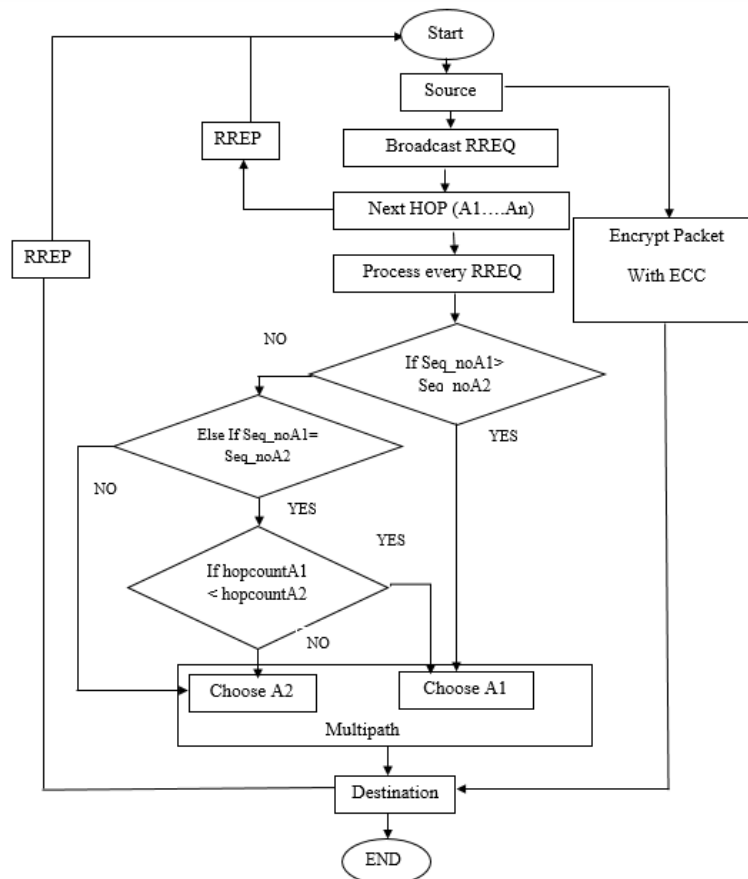 Start
Source
RREP
Broadcast RREQ
Next HOP (A1….An)
Encrypt Packet
With ECC
RREP
Process every RREQ
NO
If Seq_noA1>
Seq_noA2
YES
Else If Seq_noA1=
Seq_noA2
NO
YES
YES
If hopcountA1
< hopcountA2
NO
Choose A2
Choose A1
Multipath
Destination
END